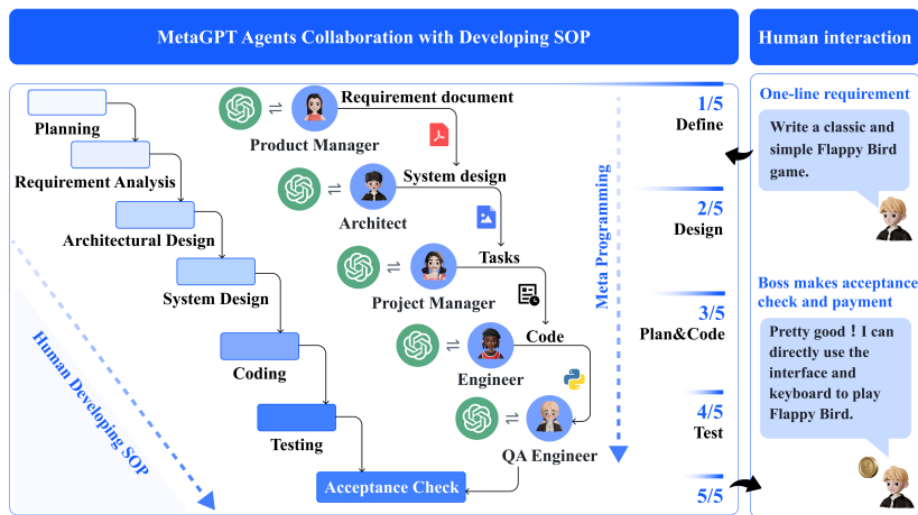 MetaGPT Agents Collaboration with Developing SOP
Human interaction
Planning
Requirement Analysis
Architectural Design
System Design
Coding
Testing
Acceptance Check
Human Developing SOP
Requirement document
Product Manager
System design
Architect
Tasks
Project Manager
Code
Engineer
QA Engineer
Meta Programming
1/5
Define
2/5
Design
3/5
Plan&Code
4/5
Test
5/5
One-line requirement
Write a classic and
simple Flappy Bird
game.
Boss makes acceptance
check and payment
Pretty good ! I can
directly use the
interface and
keyboard to play
Flappy Bird.